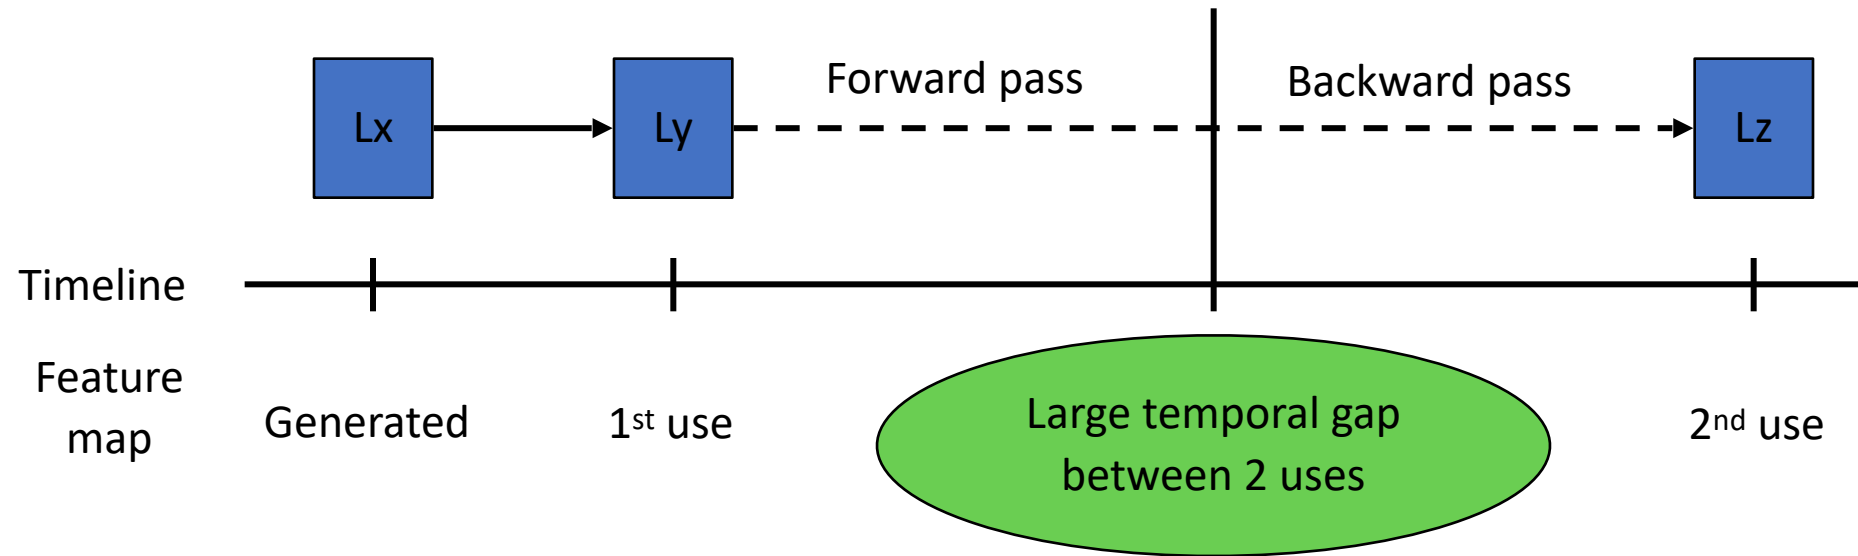 Forward pass
Backward pass
Lx
Ly
Lz
Timeline
Feature
map
Generated
1st use
Large temporal gap
between 2 uses
2nd use